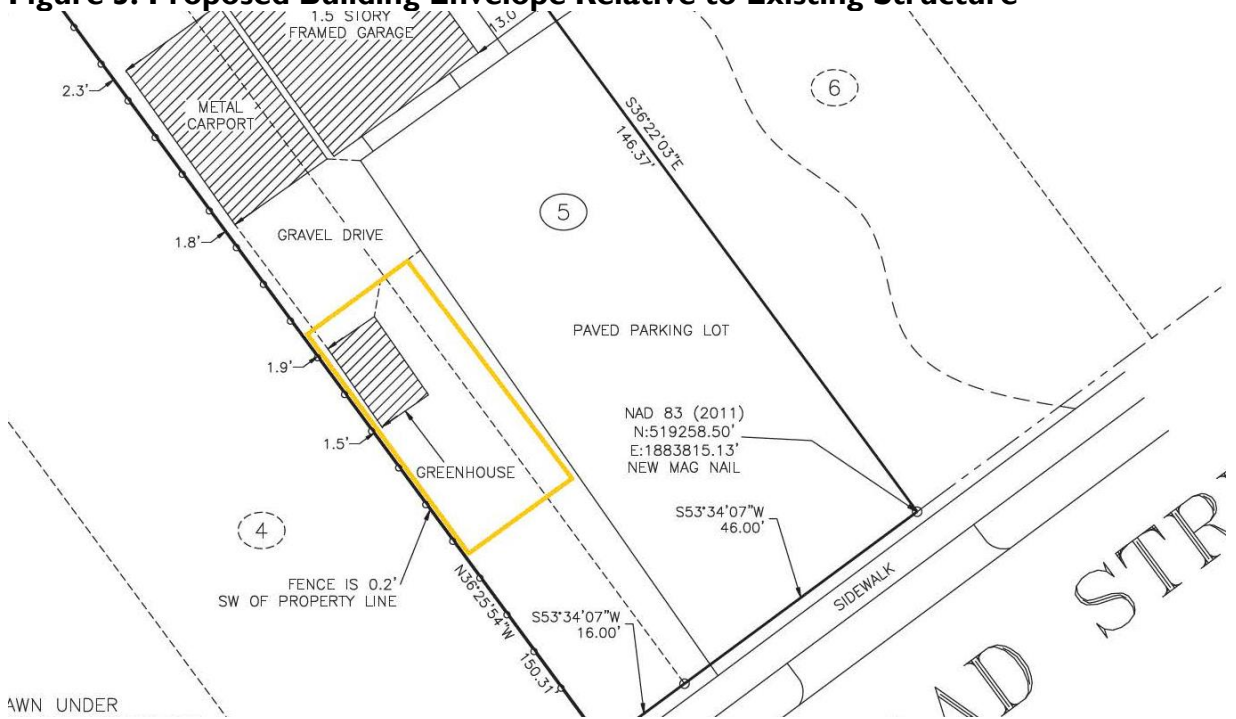 Figure 5. Proposed Building Envelope Relative to Existing Structure
1.5 STORY
FRAMED GARAGE
13.0
2.3'
METAL
CARPORT
6
S36°22'03"E
146.37'
5
1.8'
GRAVEL DRIVE
PAVED PARKING LOT
1.9'
NAD 83 (2011)
N:519258.50'
E:1883815.13'
NEW MAG NAIL
1.5'
GREENHOUSE
4
S53°34'07"W
46.00'
FENCE IS 0.2'
SW OF PROPERTY LINE
N36°25'54"W
150.31'
SIDEWALK
S53°34'07"W
16.00'
AD STR
AWN UNDER